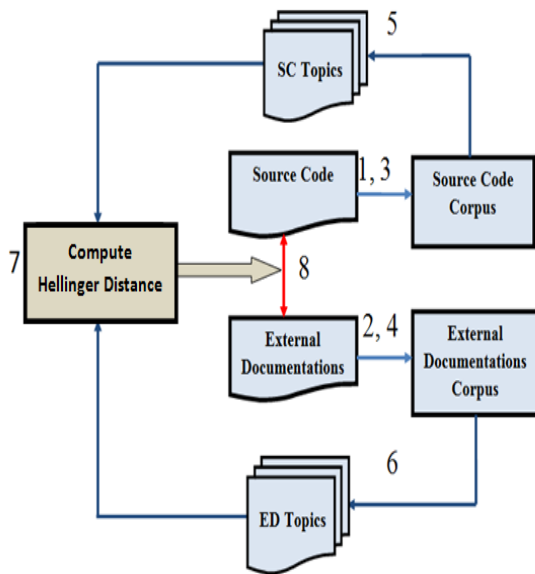 5
SC Topics
Source Code
1, 3
Source Code
Corpus
7
Compute
Hellinger Distance
8
External
Documentations
2, 4
External
Documentations
Corpus
6
ED Topics